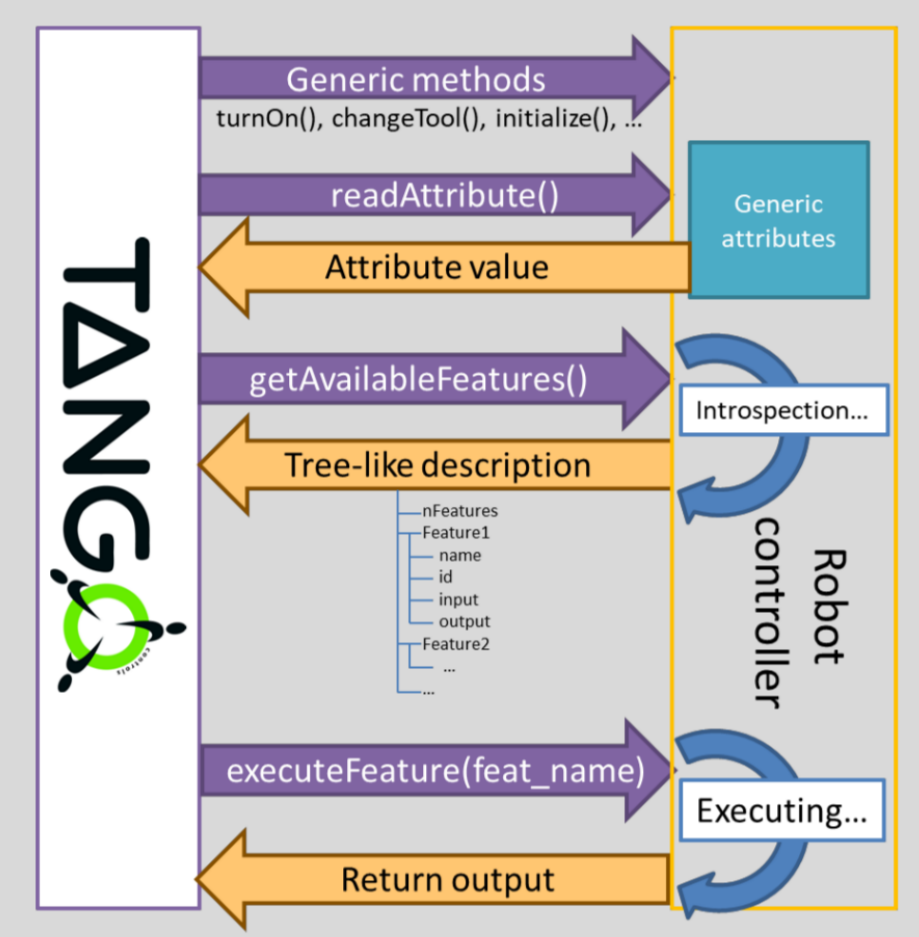 Generic methods
turnOn(), changeTool(), initialize(), ...
readAttribute()
Generic
attributes
Attribute value
TANGO
controls
getAvailableFeatures()
Introspection...
Tree-like description
nFeatures
Feature1
name
id
input
output
Feature2
...
...
Robot
controller
executeFeature(feat_name)
Executing...
Return output